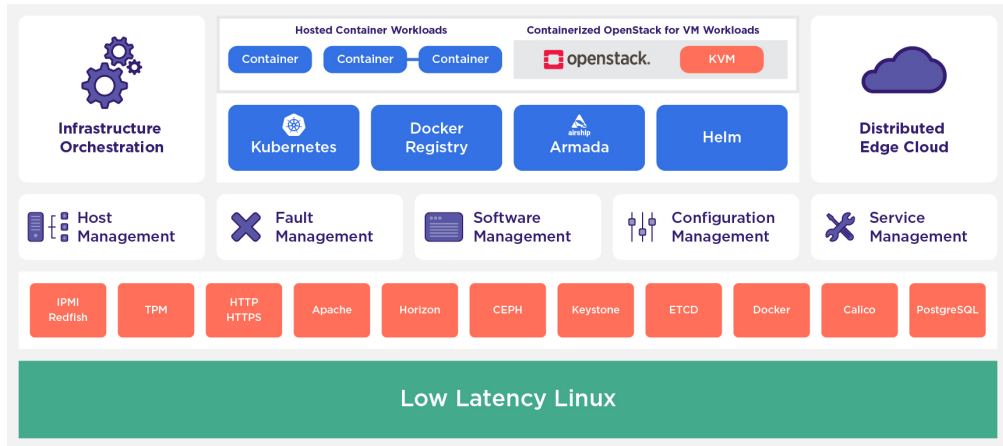 Hosted Container Workloads
Containerized OpenStack for VM Workloads
Container
Container
Container
openstack.
KVM
Infrastructure
Orchestration
Kubernetes
Docker
Registry
airship
Armada
Helm
Distributed
Edge Cloud
Host
Management
Fault
Management
Software
Management
Configuration
Management
Service
Management
IPMI
Redfish
TPM
HTTP
HTTPS
Apache
Horizon
CEPH
Keystone
ETCD
Docker
Calico
PostgreSQL
Low Latency Linux